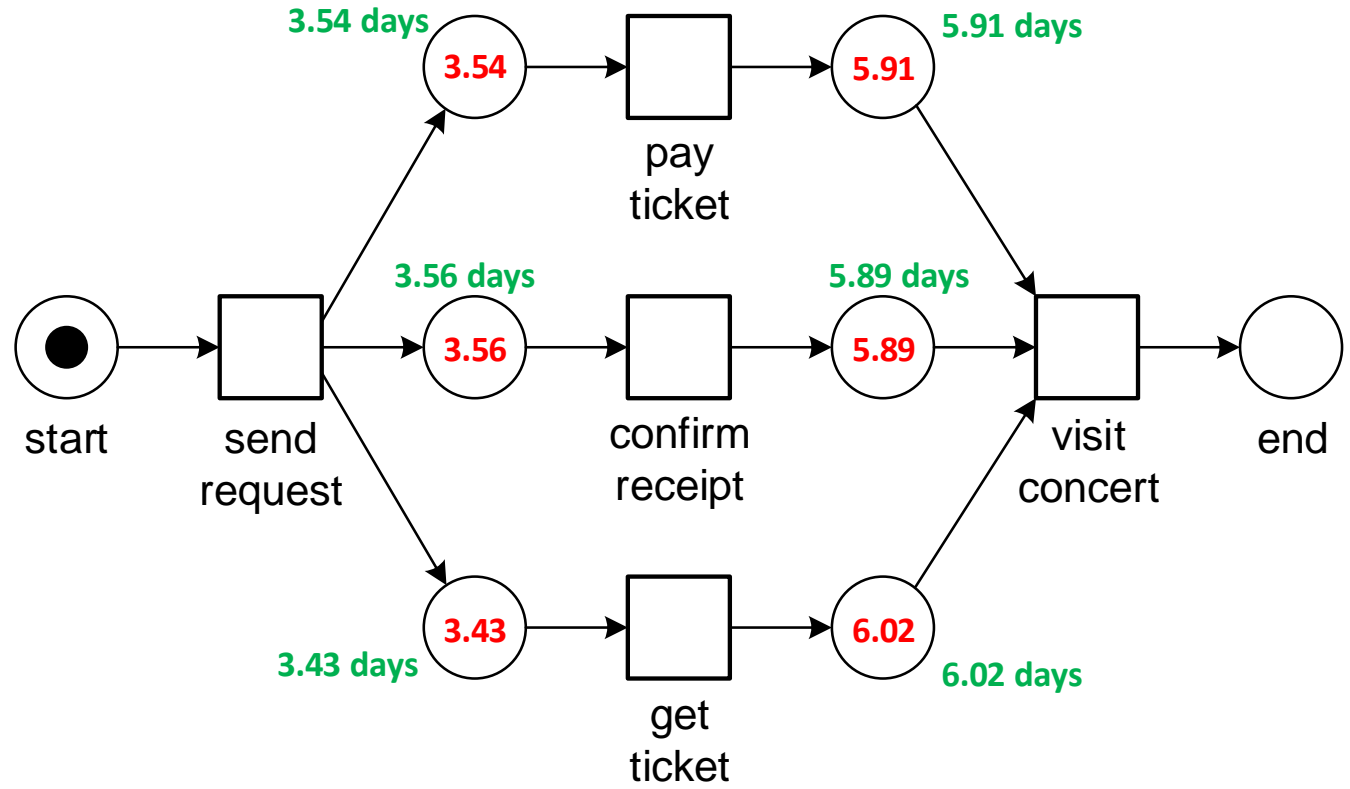 3.54 days
3.54
5.91
5.91 days
pay
ticket
3.56 days
5.89 days
3.56
5.89
start
send
request
confirm
receipt
visit
concert
end
3.43
6.02
3.43 days
6.02 days
get
ticket